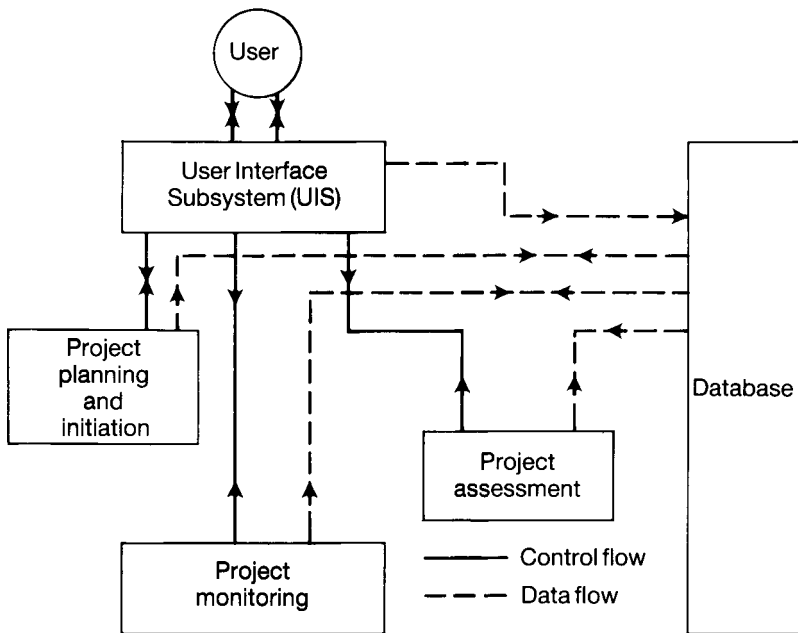 User
User Interface
Subsystem (UIS)
Project
planning
and
initiation
Database
Project
assessment
Project
monitoring
Control flow
Data flow